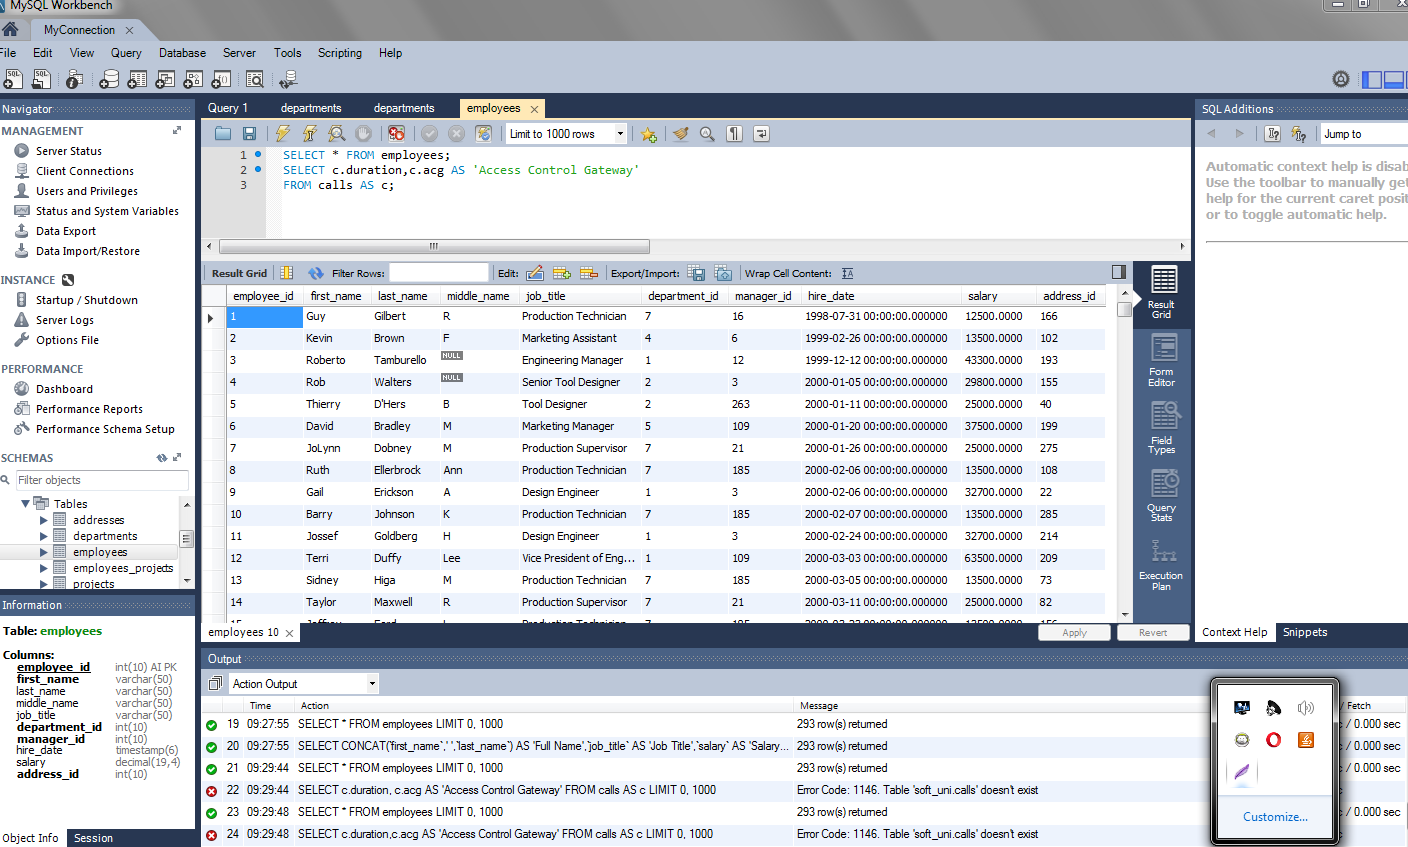 MySQL Workbench
MyConnection
File Edit View Query Database Server Tools Scripting Help
Navigator
MANAGEMENT
Server Status
Client Connections
Users and Privileges
Status and System Variables
Data Export
Data Import/Restore
INSTANCE
Startup / Shutdown
Server Logs
Options File
PERFORMANCE
Dashboard
Performance Reports
Performance Schema Setup
SCHEMAS
Filter objects
Tables
addresses
departments
employees
employees_projects
projects
Information
Table: employees
Columns:
employee_id int(10) AI PK
first_name varchar(50)
last_name varchar(50)
middle_name varchar(50)
job_title varchar(50)
department_id int(10)
manager_id int(10)
hire_date timestamp(6)
salary decimal(19,4)
address_id int(10)
Object Info Session
Query 1 departments departments employees
Limit to 1000 rows
1 SELECT * FROM employees;
2 SELECT c.duration,c.acg AS 'Access Control Gateway'
3 FROM calls AS c;
Result Grid Filter Rows: Edit: Export/Import: Wrap Cell Content:
employee_id first_name last_name middle_name job_title department_id manager_id hire_date salary address_id
1 Guy Gilbert R Production Technician 7 16 1998-07-31 00:00:00.000000 12500.0000 166
2 Kevin Brown F Marketing Assistant 4 6 1999-02-26 00:00:00.000000 13500.0000 102
3 Roberto Tamburello NULL Engineering Manager 1 12 1999-12-12 00:00:00.000000 43300.0000 193
4 Rob Walters NULL Senior Tool Designer 2 3 2000-01-05 00:00:00.000000 29800.0000 155
5 Thierry D'Hers B Tool Designer 2 263 2000-01-11 00:00:00.000000 25000.0000 40
6 David Bradley M Marketing Manager 5 109 2000-01-20 00:00:00.000000 37500.0000 199
7 JoLynn Dobney M Production Supervisor 7 21 2000-01-26 00:00:00.000000 25000.0000 275
8 Ruth Ellerbrock Ann Production Technician 7 185 2000-02-06 00:00:00.000000 13500.0000 108
9 Gail Erickson A Design Engineer 1 3 2000-02-06 00:00:00.000000 32700.0000 22
10 Barry Johnson K Production Technician 7 185 2000-02-07 00:00:00.000000 13500.0000 285
11 Jossef Goldberg H Design Engineer 1 3 2000-02-24 00:00:00.000000 32700.0000 214
12 Terri Duffy Lee Vice President of Eng... 1 109 2000-03-03 00:00:00.000000 63500.0000 209
13 Sidney Higa M Production Technician 7 185 2000-03-05 00:00:00.000000 13500.0000 73
14 Taylor Maxwell R Production Supervisor 7 21 2000-03-11 00:00:00.000000 25000.0000 82
Result Grid
Form Editor
Field Types
Query Stats
Execution Plan
employees 10
Apply Revert
SQL Additions
Jump to
Automatic context help is disab
Use the toolbar to manually get
help for the current caret posit
or to toggle automatic help.
Context Help Snippets
Output
Action Output
Time Action Message / Fetch
19 09:27:55 SELECT * FROM employees LIMIT 0, 1000 293 row(s) returned / 0.000 sec
20 09:27:55 SELECT CONCAT(`first_name`,' ',`last_name`) AS 'Full Name',`job_title` AS 'Job Title',`salary` AS 'Salary... 293 row(s) returned / 0.000 sec
21 09:29:44 SELECT * FROM employees LIMIT 0, 1000 293 row(s) returned / 0.000 sec
22 09:29:44 SELECT c.duration, c.acg AS 'Access Control Gateway' FROM calls AS c LIMIT 0, 1000 Error Code: 1146. Table 'soft_uni.calls' doesn't exist
23 09:29:48 SELECT * FROM employees LIMIT 0, 1000 293 row(s) returned / 0.000 sec
24 09:29:48 SELECT c.duration,c.acg AS 'Access Control Gateway' FROM calls AS c LIMIT 0, 1000 Error Code: 1146. Table 'soft_uni.calls' doesn't exist
Customize...